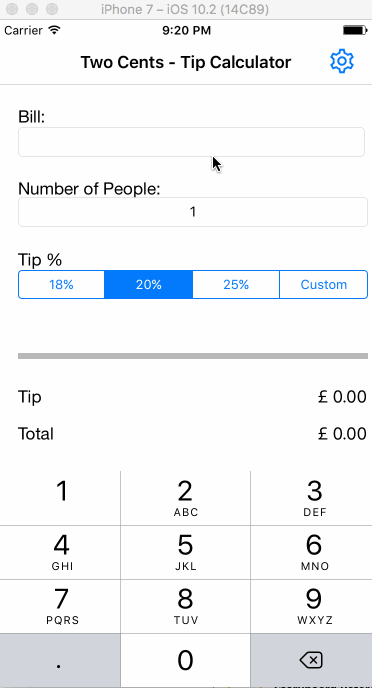 iPhone 7 – iOS 10.2 (14C89)
Carrier 9:20 PM
Two Cents - Tip Calculator
Bill:
Number of People:
1
Tip %
18% 20% 25% Custom
Tip £ 0.00
Total £ 0.00
1 2 3
ABC DEF
4 5 6
GHI JKL MNO
7 8 9
PQRS TUV WXYZ
. 0